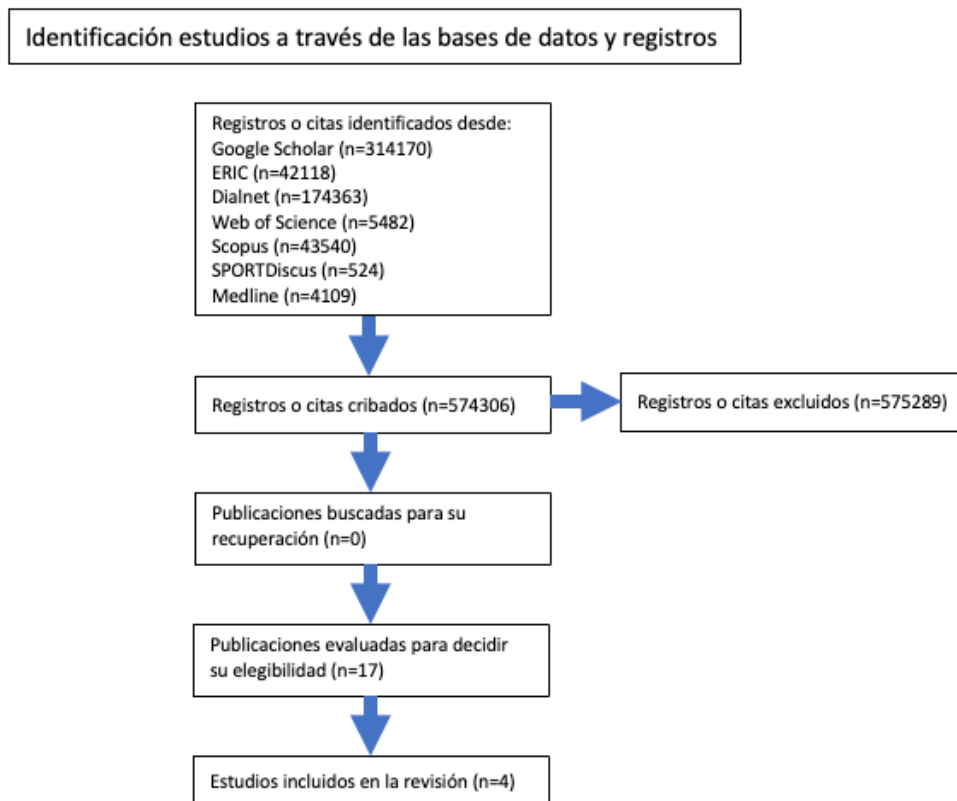 Identificación estudios a través de las bases de datos y registros
Registros o citas identificados desde:
Google Scholar (n=314170)
ERIC (n=42118)
Dialnet (n=174363)
Web of Science (n=5482)
Scopus (n=43540)
SPORTDiscus (n=524)
Medline (n=4109)
Registros o citas cribados (n=574306)
Registros o citas excluidos (n=575289)
Publicaciones buscadas para su
recuperación (n=0)
Publicaciones evaluadas para decidir
su elegibilidad (n=17)
Estudios incluidos en la revisión (n=4)